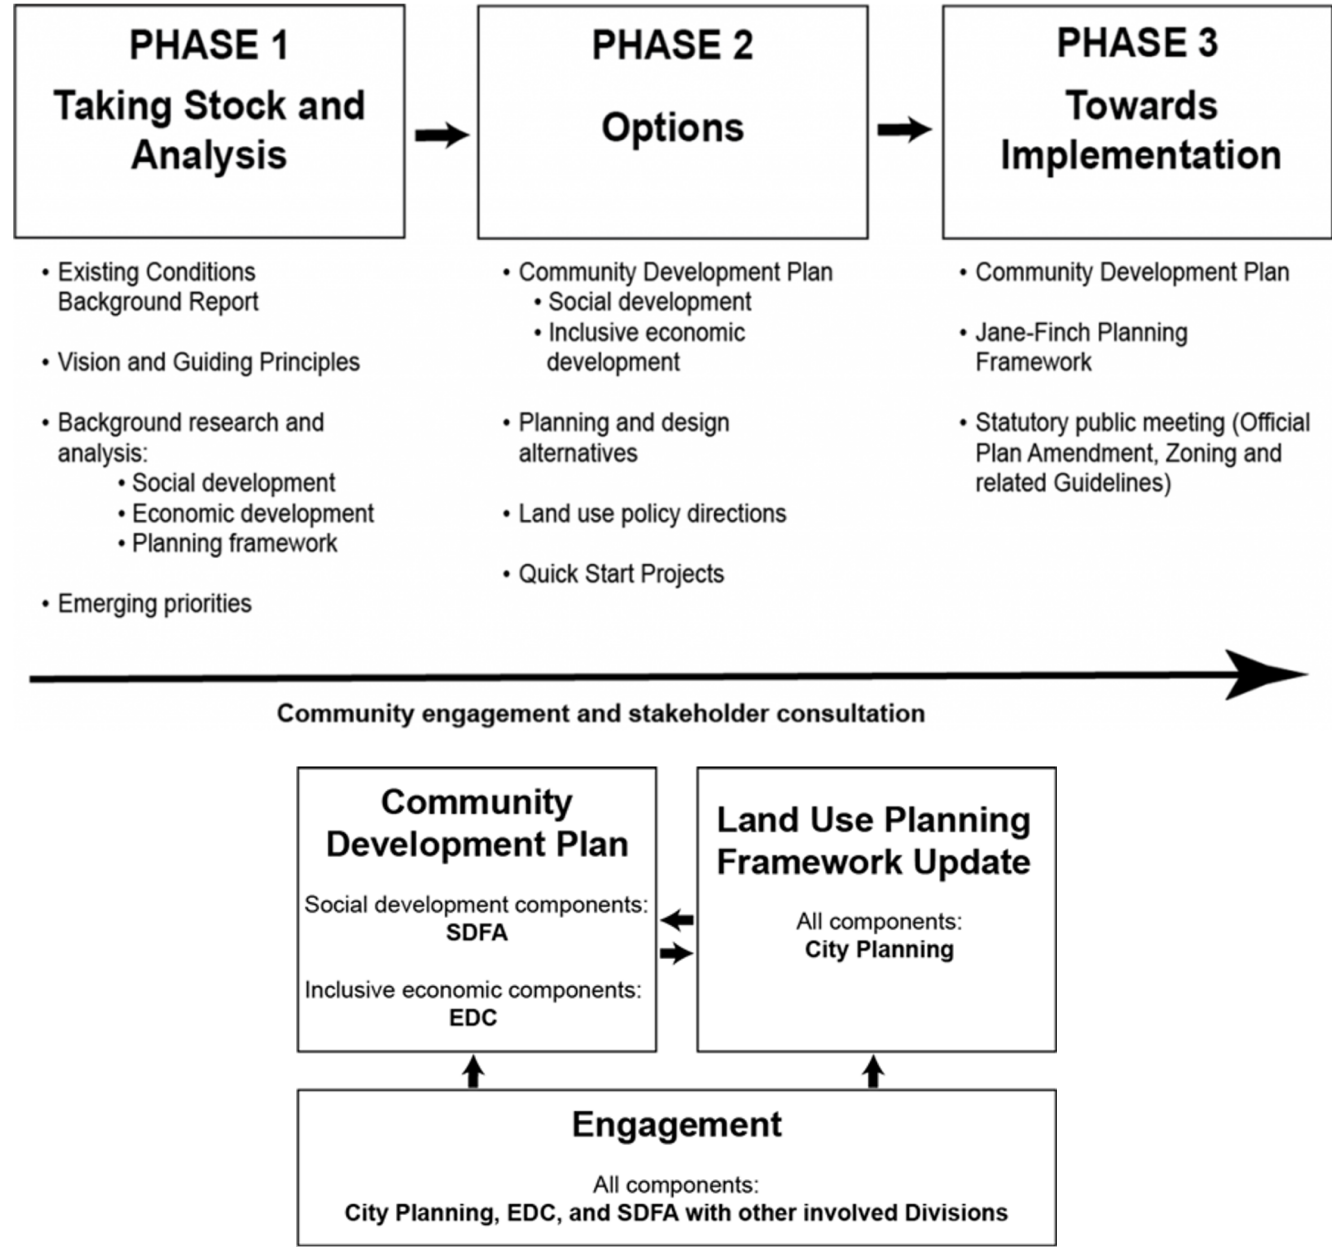 PHASE 1
Taking Stock and
Analysis
• Existing Conditions
Background Report
• Vision and Guiding Principles
• Background research and
analysis:
• Social development
• Economic development
• Planning framework
• Emerging priorities
PHASE 2
Options
• Community Development Plan
• Social development
• Inclusive economic
development
• Planning and design
alternatives
• Land use policy directions
• Quick Start Projects
PHASE 3
Towards
Implementation
• Community Development Plan
• Jane-Finch Planning
Framework
• Statutory public meeting (Official
Plan Amendment, Zoning and
related Guidelines)
Community engagement and stakeholder consultation
Community
Development Plan
Social development components:
SDFA
Inclusive economic components:
EDC
Land Use Planning
Framework Update
All components:
City Planning
Engagement
All components:
City Planning, EDC, and SDFA with other involved Divisions